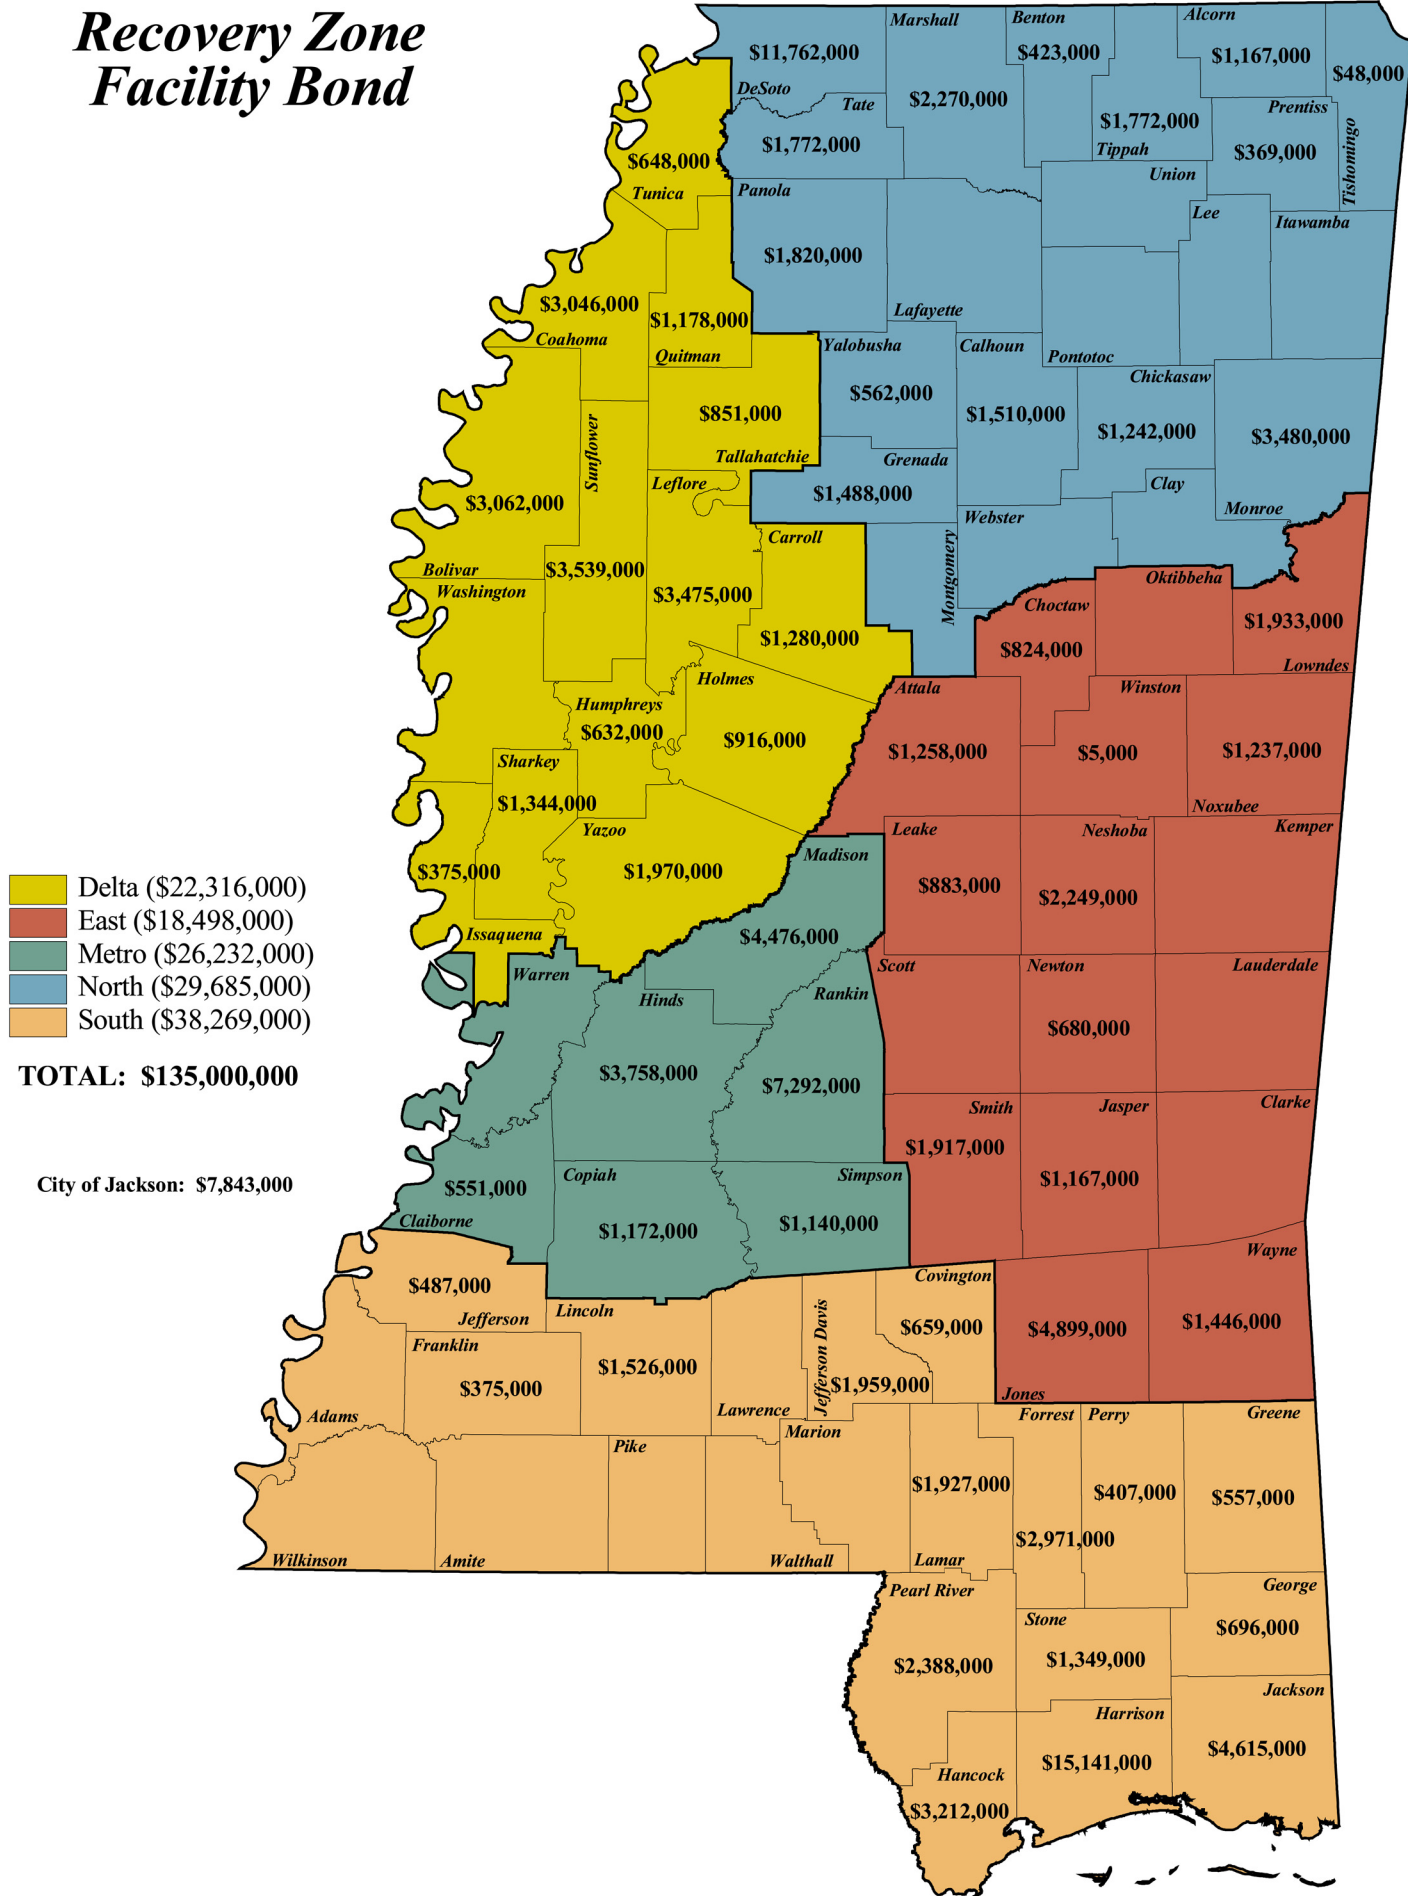 Recovery Zone
Facility Bond
Marshall
Benton
Alcorn
$11,762,000
$423,000
$1,167,000
$48,000
DeSoto
Tate
$2,270,000
Prentiss
$1,772,000
$1,772,000
Tippah
$369,000
Tishomingo
$648,000
Tunica
Panola
Union
Lee
Itawamba
$1,820,000
$3,046,000
Coahoma
$1,178,000
Quitman
Lafayette
Yalobusha
Calhoun
Pontotoc
Chickasaw
$562,000
$851,000
Tallahatchie
$1,510,000
$1,242,000
$3,480,000
Sunflower
Leflore
Grenada
$1,488,000
Clay
$3,062,000
Monroe
Webster
Carroll
Montgomery
Bolivar
$3,539,000
Washington
$3,475,000
Oktibbeha
Choctaw
$1,933,000
$1,280,000
$824,000
Lowndes
Holmes
Attala
Winston
Humphreys
$632,000
$916,000
$1,258,000
$5,000
$1,237,000
Sharkey
$1,344,000
Noxubee
Yazoo
Leake
Neshoba
Kemper
Madison
$375,000
$1,970,000
$883,000
$2,249,000
Delta ($22,316,000)
East ($18,498,000)
Metro ($26,232,000)
North ($29,685,000)
South ($38,269,000)
TOTAL: $135,000,000
City of Jackson: $7,843,000
Issaquena
$4,476,000
Warren
Hinds
Rankin
Scott
Newton
Lauderdale
$680,000
$3,758,000
$7,292,000
Smith
Jasper
Clarke
$1,917,000
$1,167,000
$551,000
Copiah
Simpson
Claiborne
$1,172,000
$1,140,000
Wayne
$487,000
Jefferson
Lincoln
Covington
Jefferson Davis
$659,000
$4,899,000
$1,446,000
Franklin
$375,000
$1,526,000
$1,959,000
Jones
Adams
Lawrence
Marion
Forrest
Perry
Greene
Pike
$1,927,000
$407,000
$557,000
$2,971,000
Wilkinson
Amite
Walthall
Lamar
Pearl River
George
Stone
$696,000
$2,388,000
$1,349,000
Jackson
Harrison
$4,615,000
$15,141,000
Hancock
$3,212,000